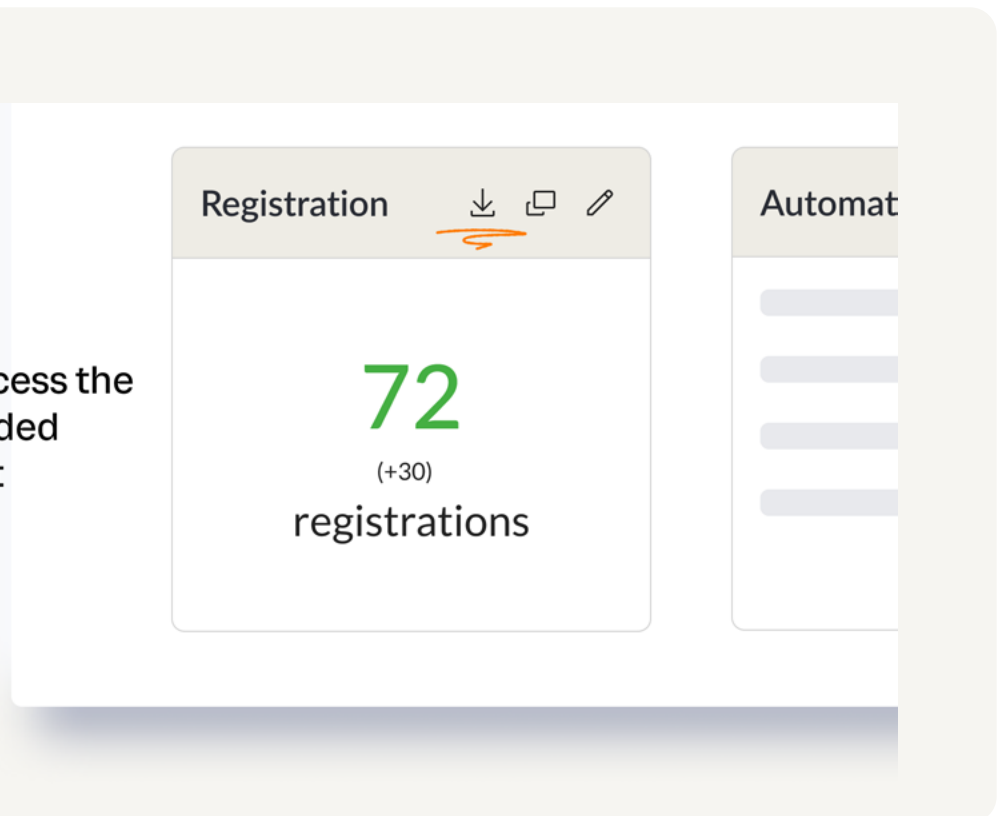 Registration
Automat
cess the
ded
72
(+30)
registrations